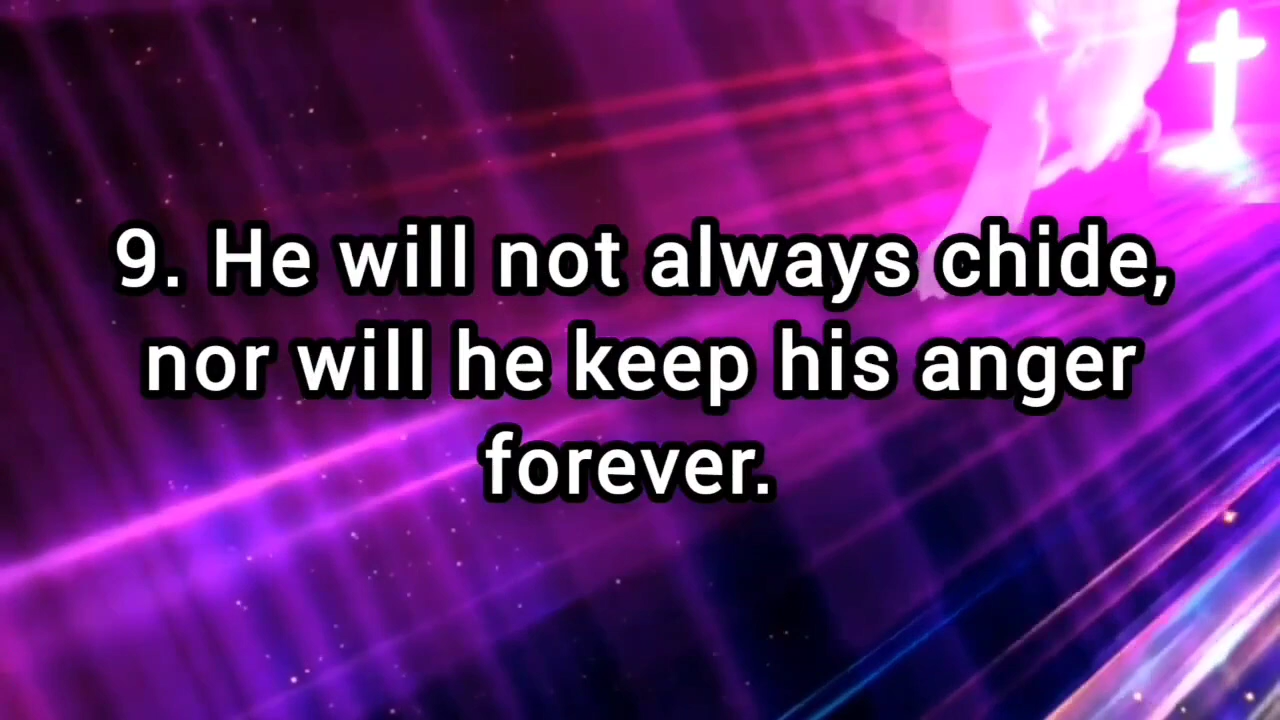 9. He will not always chide,
nor will he keep his anger
forever.